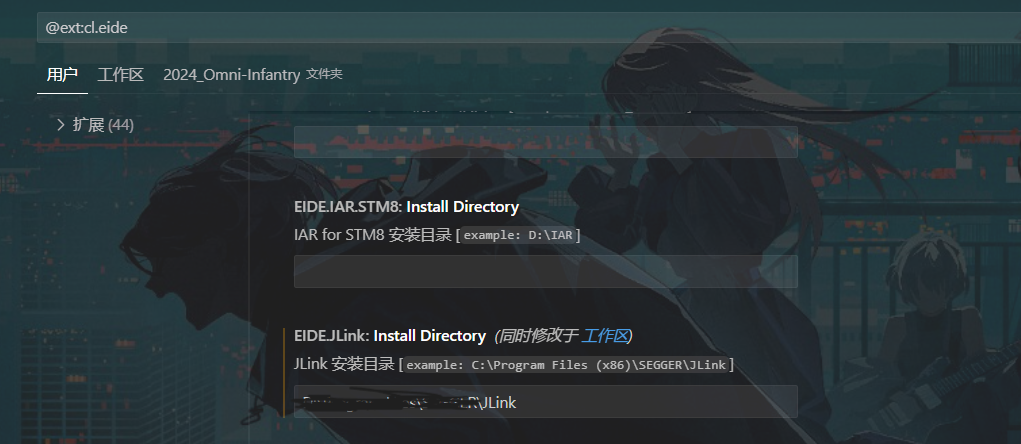 @ext:cl.eide
用户 工作区 2024_Omni-Infantry 文件夹
扩展 (44)
EIDE.IAR.STM8: Install Directory
IAR for STM8 安装目录 [example: D:\IAR]
EIDE.JLink: Install Directory (同时修改于 工作区)
JLink 安装目录 [example: C:\Program Files (x86)\SEGGER\JLink]
R\JLink